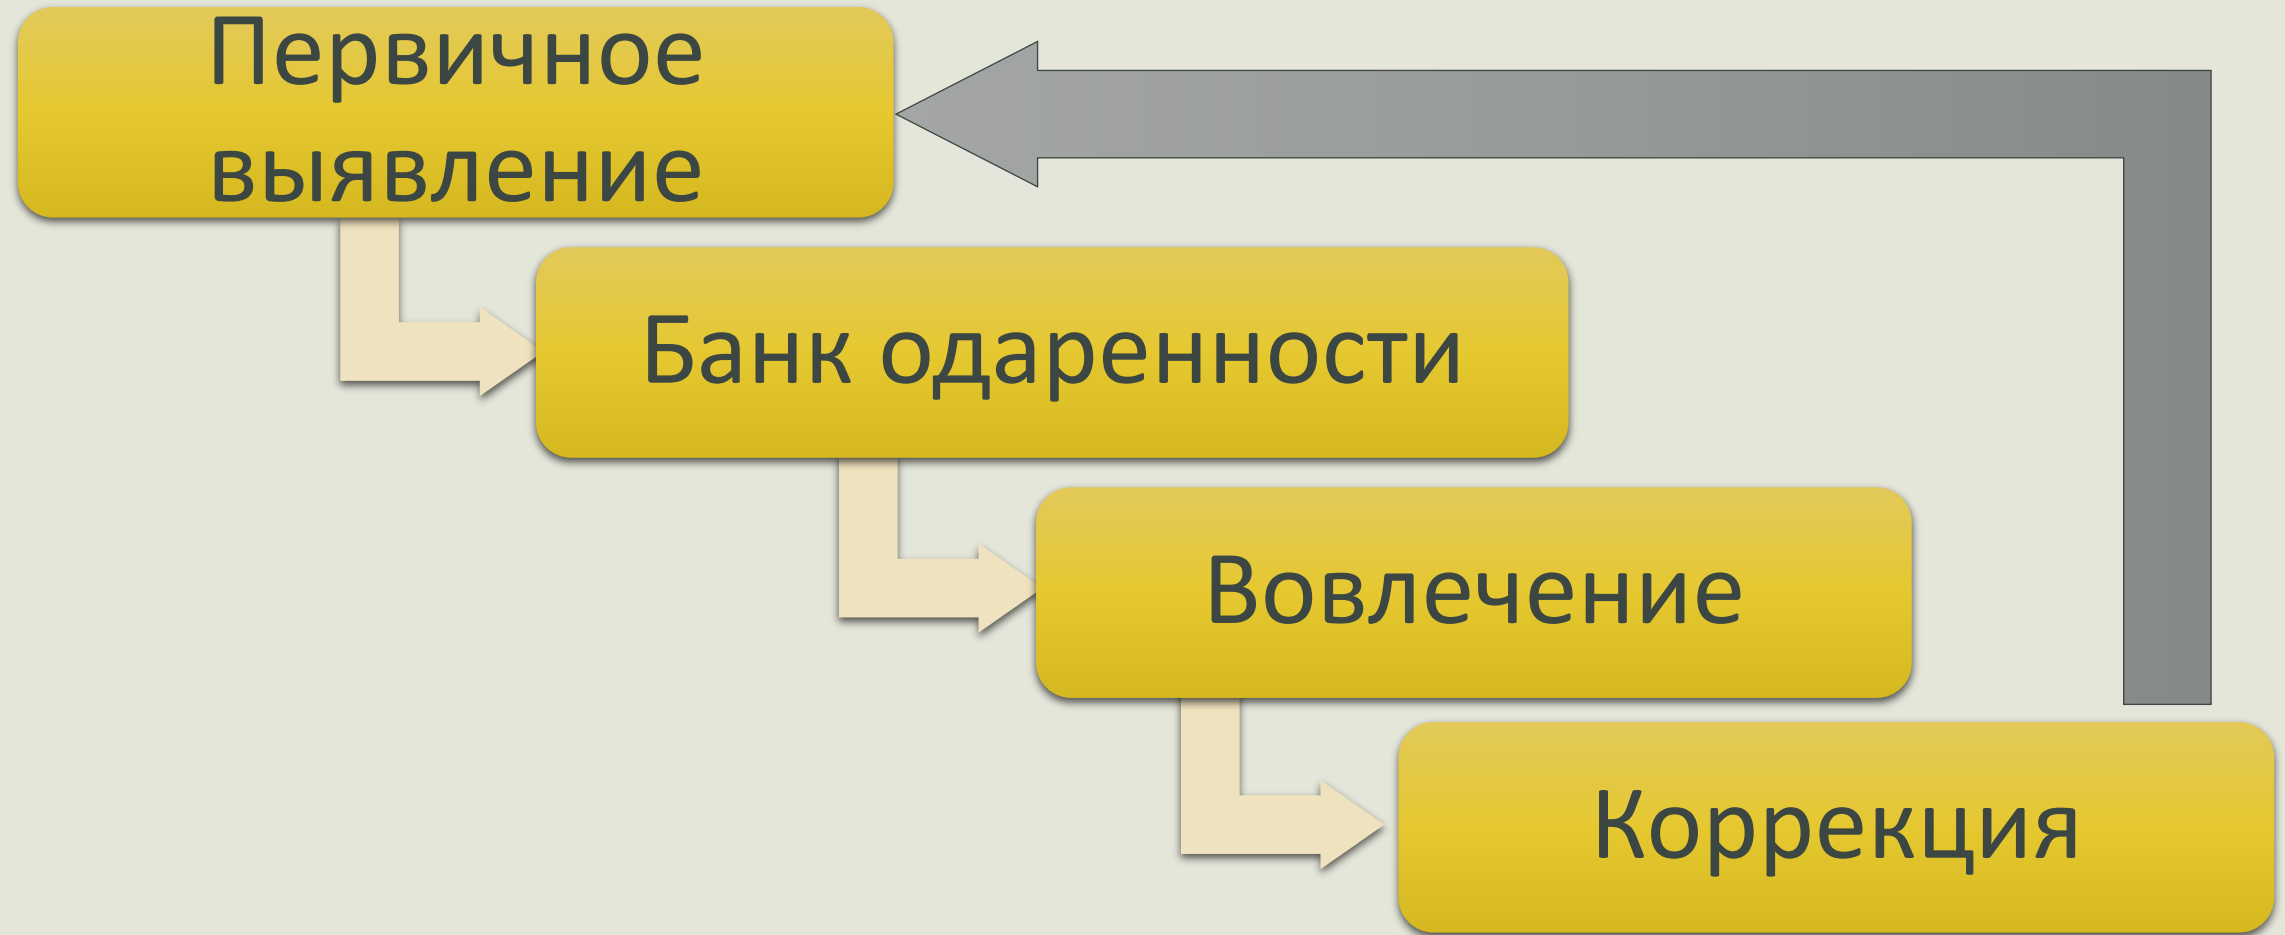 Первичное
выявление
Банк одаренности
Вовлечение
Коррекция